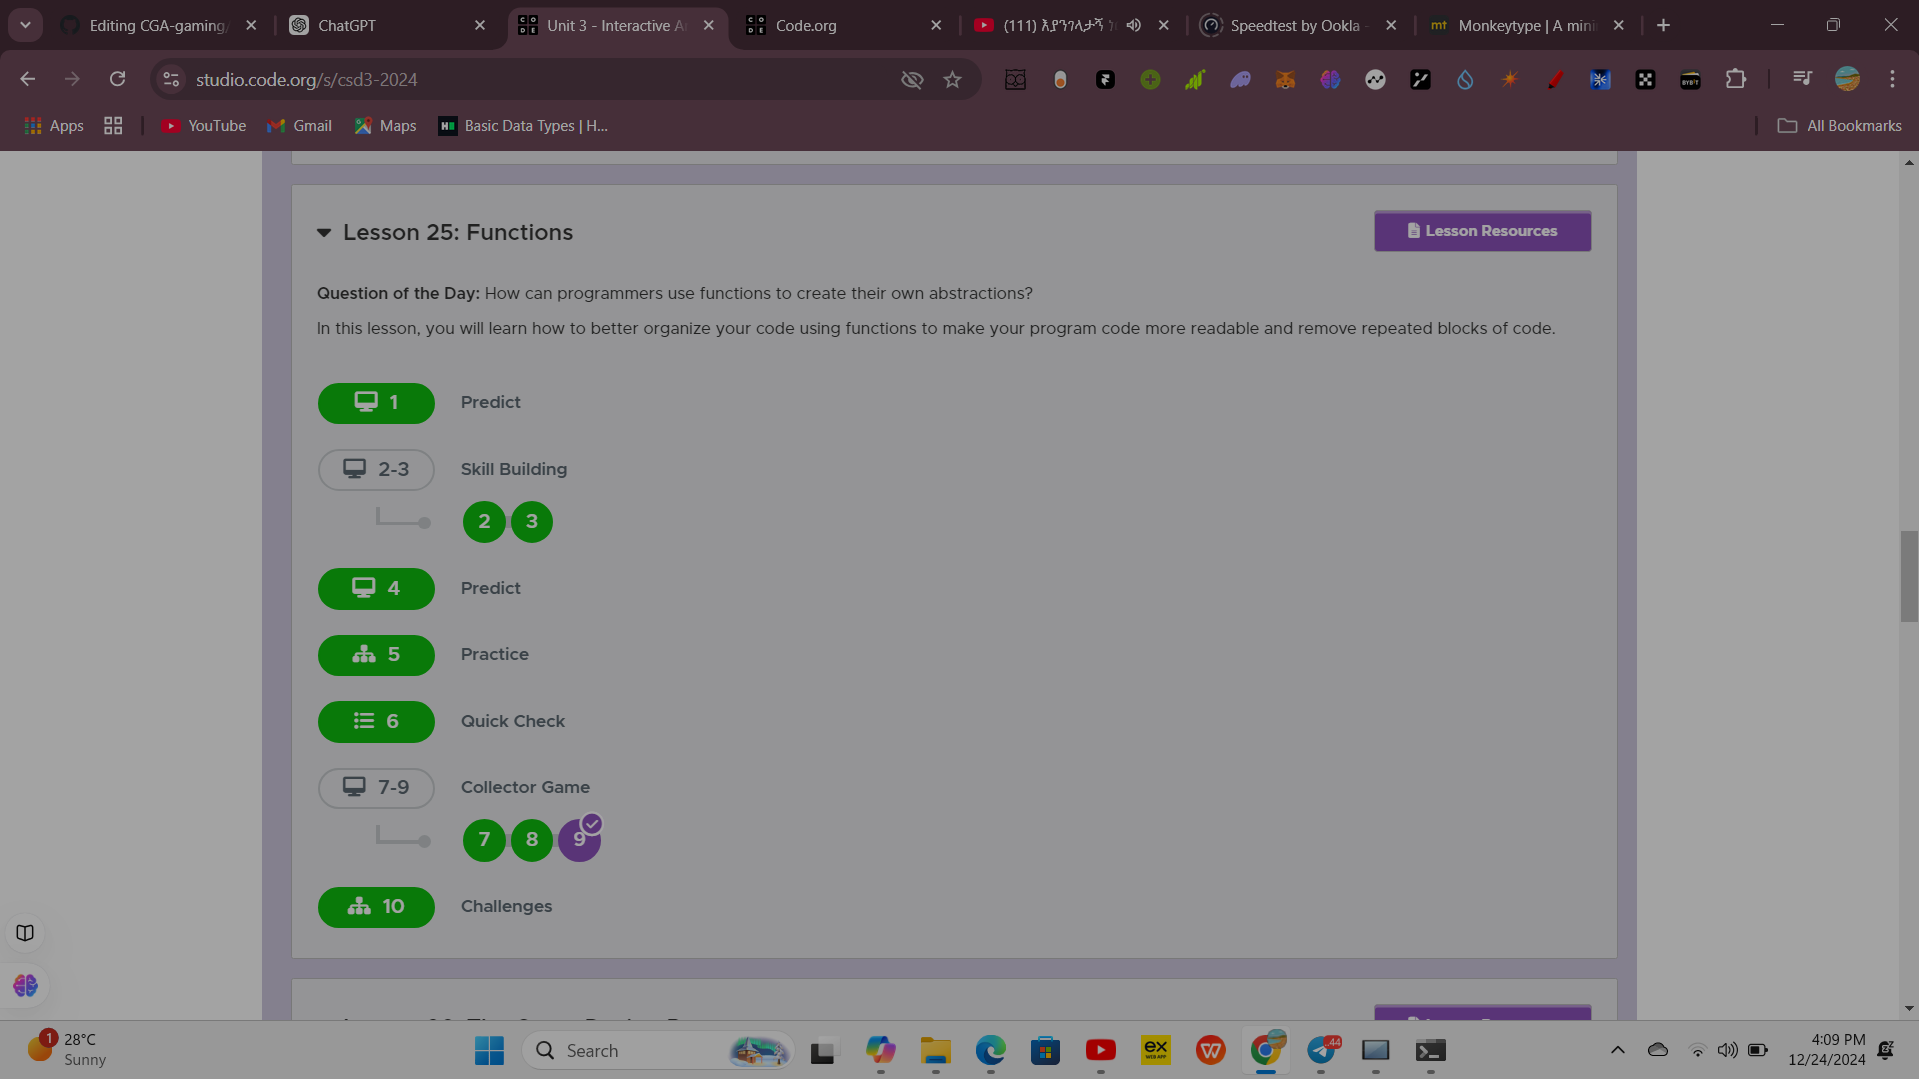 Editing CGA-gaming/
ChatGPT
Unit 3 - Interactive A
Code.org
(111) እያንገላታኝ
Speedtest by Ookla -
mt
Monkeytype | A mini
studio.code.org/s/csd3-2024
Apps
YouTube
Gmail
Maps
Basic Data Types | H...
All Bookmarks
Lesson 25: Functions
Lesson Resources
Question of the Day: How can programmers use functions to create their own abstractions?
In this lesson, you will learn how to better organize your code using functions to make your program code more readable and remove repeated blocks of code.
1 Predict
2-3 Skill Building
2 3
4 Predict
5 Practice
6 Quick Check
7-9 Collector Game
7 8 9
10 Challenges
1
28°C
Sunny
Search
ex
44
4:09 PM
12/24/2024